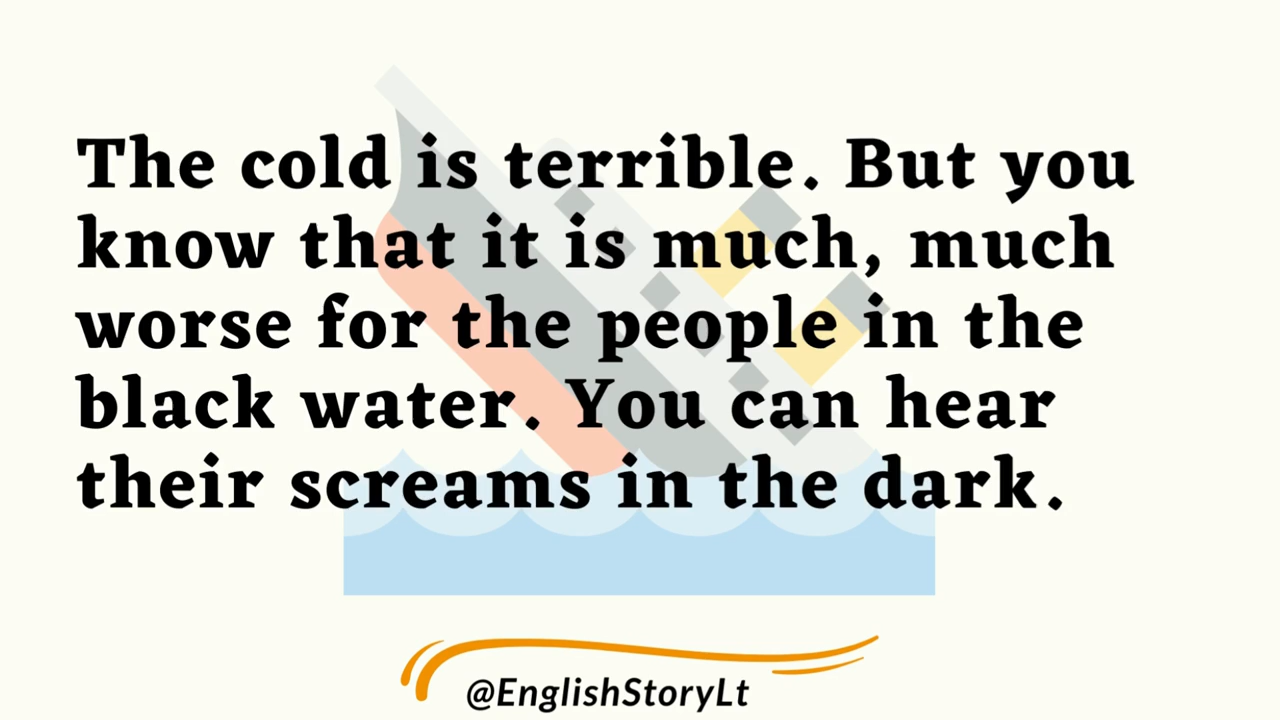 The cold is terrible. But you
know that it is much, much
worse for the people in the
black water. You can hear
their screams in the dark.
@EnglishStoryLt